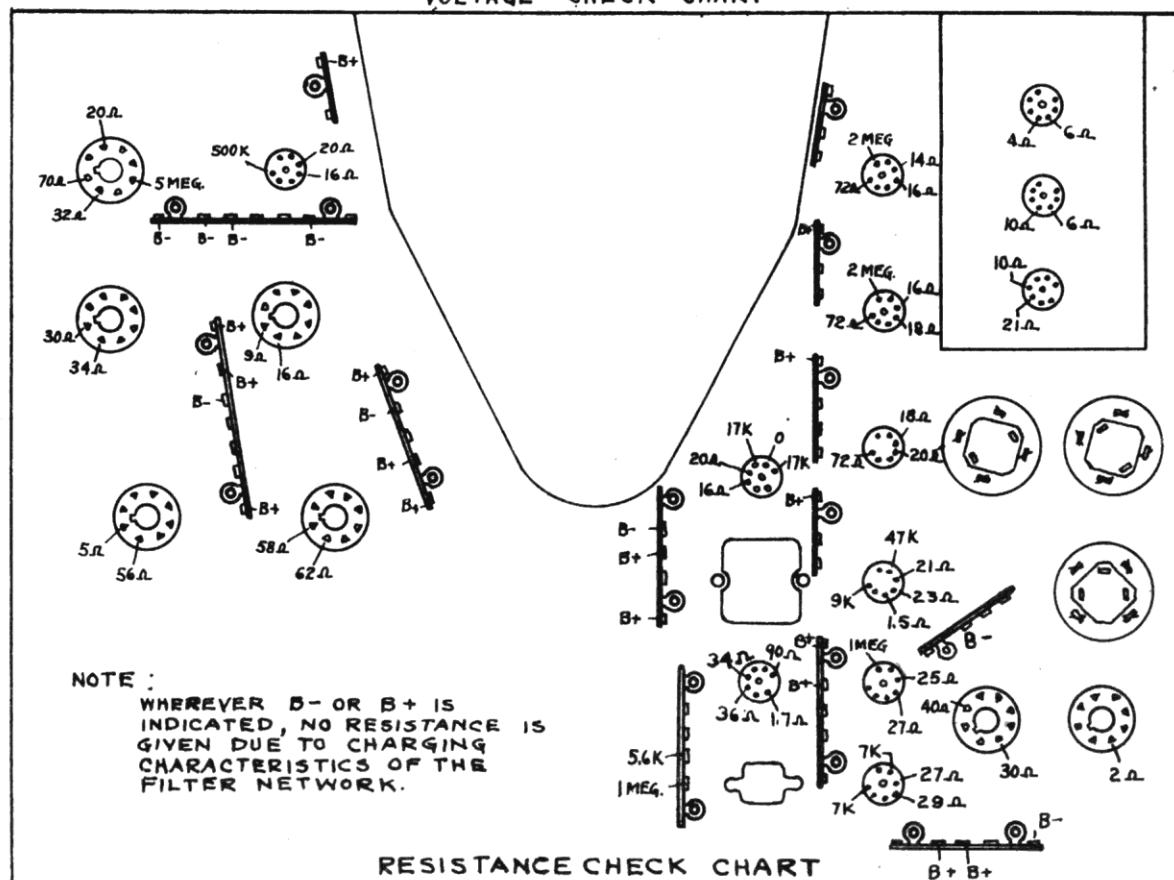 VOLTAGE CHECK CHART
B+
20Ω
70Ω
32Ω
5 MEG.
500K
20Ω
16Ω
B-
B-
B-
B-
30Ω
34Ω
9Ω
16Ω
B+
B+
B-
B+
B+
B-
B+
B+
5Ω
56Ω
58Ω
62Ω
2 MEG
14Ω
72Ω
16Ω
4Ω
6Ω
10Ω
6Ω
10Ω
21Ω
B+
2 MEG.
16Ω
72Ω
18Ω
B+
18Ω
72Ω
20Ω
17K
0
20Ω
17K
16Ω
B+
B-
B+
B+
47K
21Ω
9K
23Ω
1.5Ω
B-
34Ω
90Ω
36Ω
1.7Ω
B+
B+
1MEG
25Ω
27Ω
40Ω
30Ω
2Ω
5.6K
1 MEG.
7K
27Ω
7K
29Ω
B-
B+
B+
NOTE :
WHEREVER B- OR B+ IS
INDICATED, NO RESISTANCE IS
GIVEN DUE TO CHARGING
CHARACTERISTICS OF THE
FILTER NETWORK.
RESISTANCE CHECK CHART